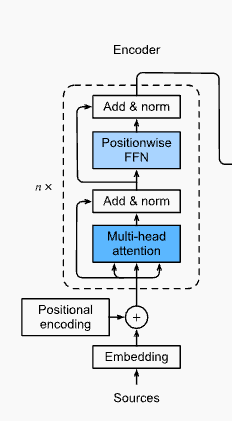 Encoder
Add & norm
Positionwise
FFN
n ×
Add & norm
Multi-head
attention
Positional
encoding
+
Embedding
Sources